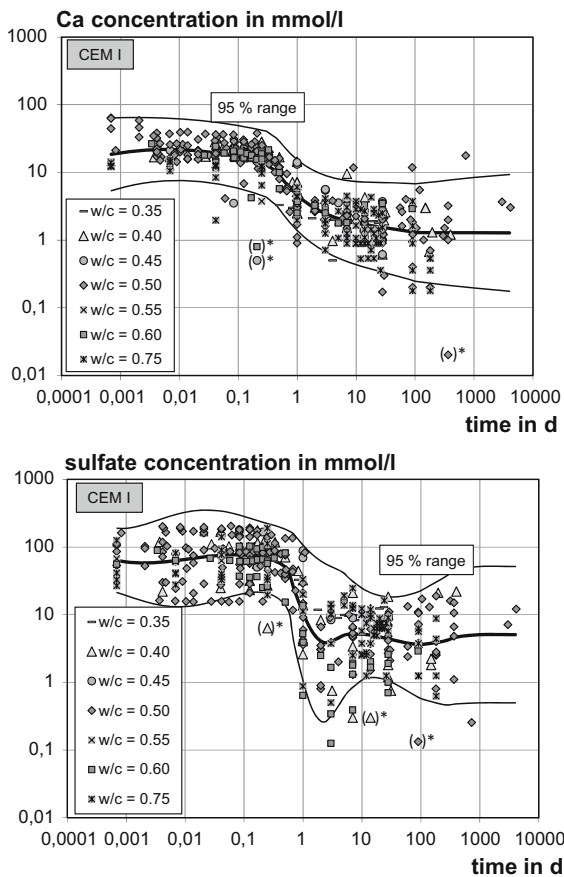 Ca concentration in mmol/l
1000
CEM I
100
95 % range
10
w/c = 0.35
w/c = 0.40
1
w/c = 0.45
( )*
w/c = 0.50
( )*
0,1
w/c = 0.55
w/c = 0.60
w/c = 0.75
( )*
0,01
0,0001 0,001 0,01 0,1 1 10 100 1000 10000
time in d
sulfate concentration in mmol/l
1000
CEM I
100
95 % range
10
w/c = 0.35
( )*
w/c = 0.40
1
w/c = 0.45
w/c = 0.50
( )*
w/c = 0.55
( )*
0,1
w/c = 0.60
w/c = 0.75
0,01
0,0001 0,001 0,01 0,1 1 10 100 1000 10000
time in d